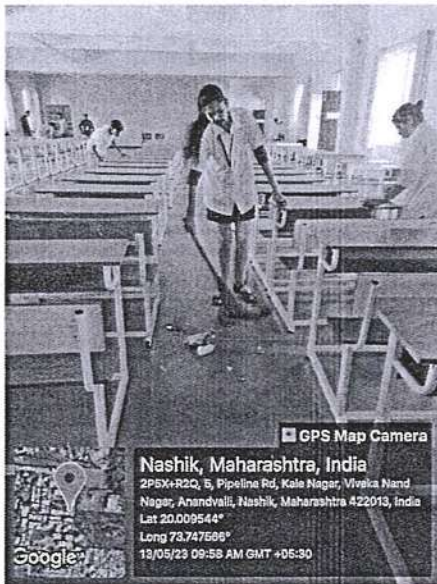 GPS Map Camera
Nashik, Maharashtra, India
2P5X+R2Q, 5, Pipeline Rd, Kale Nagar, Viveka Nand
Nagar, Anandvalli, Nashik, Maharashtra 422013, India
Lat 20.009544°
Long 73.747566°
13/05/23 09:58 AM GMT +05:30
Google